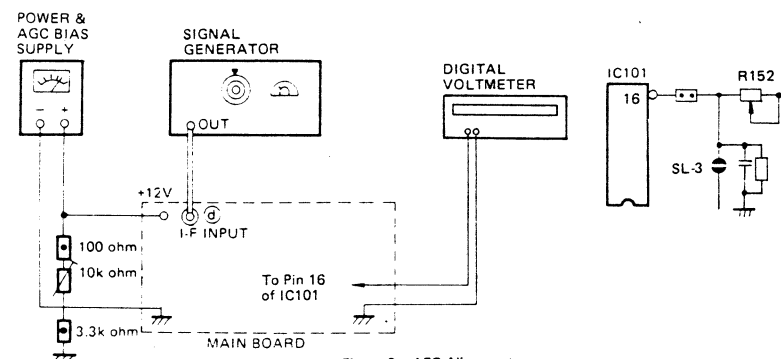 POWER &
AGC BIAS
SUPPLY
SIGNAL
GENERATOR
DIGITAL
VOLTMETER
IC101
R152
16
- +
OUT
SL-3
+12V
d
I-F INPUT
100 ohm
10k ohm
To Pin 16
of IC101
3.3k ohm
MAIN BOARD